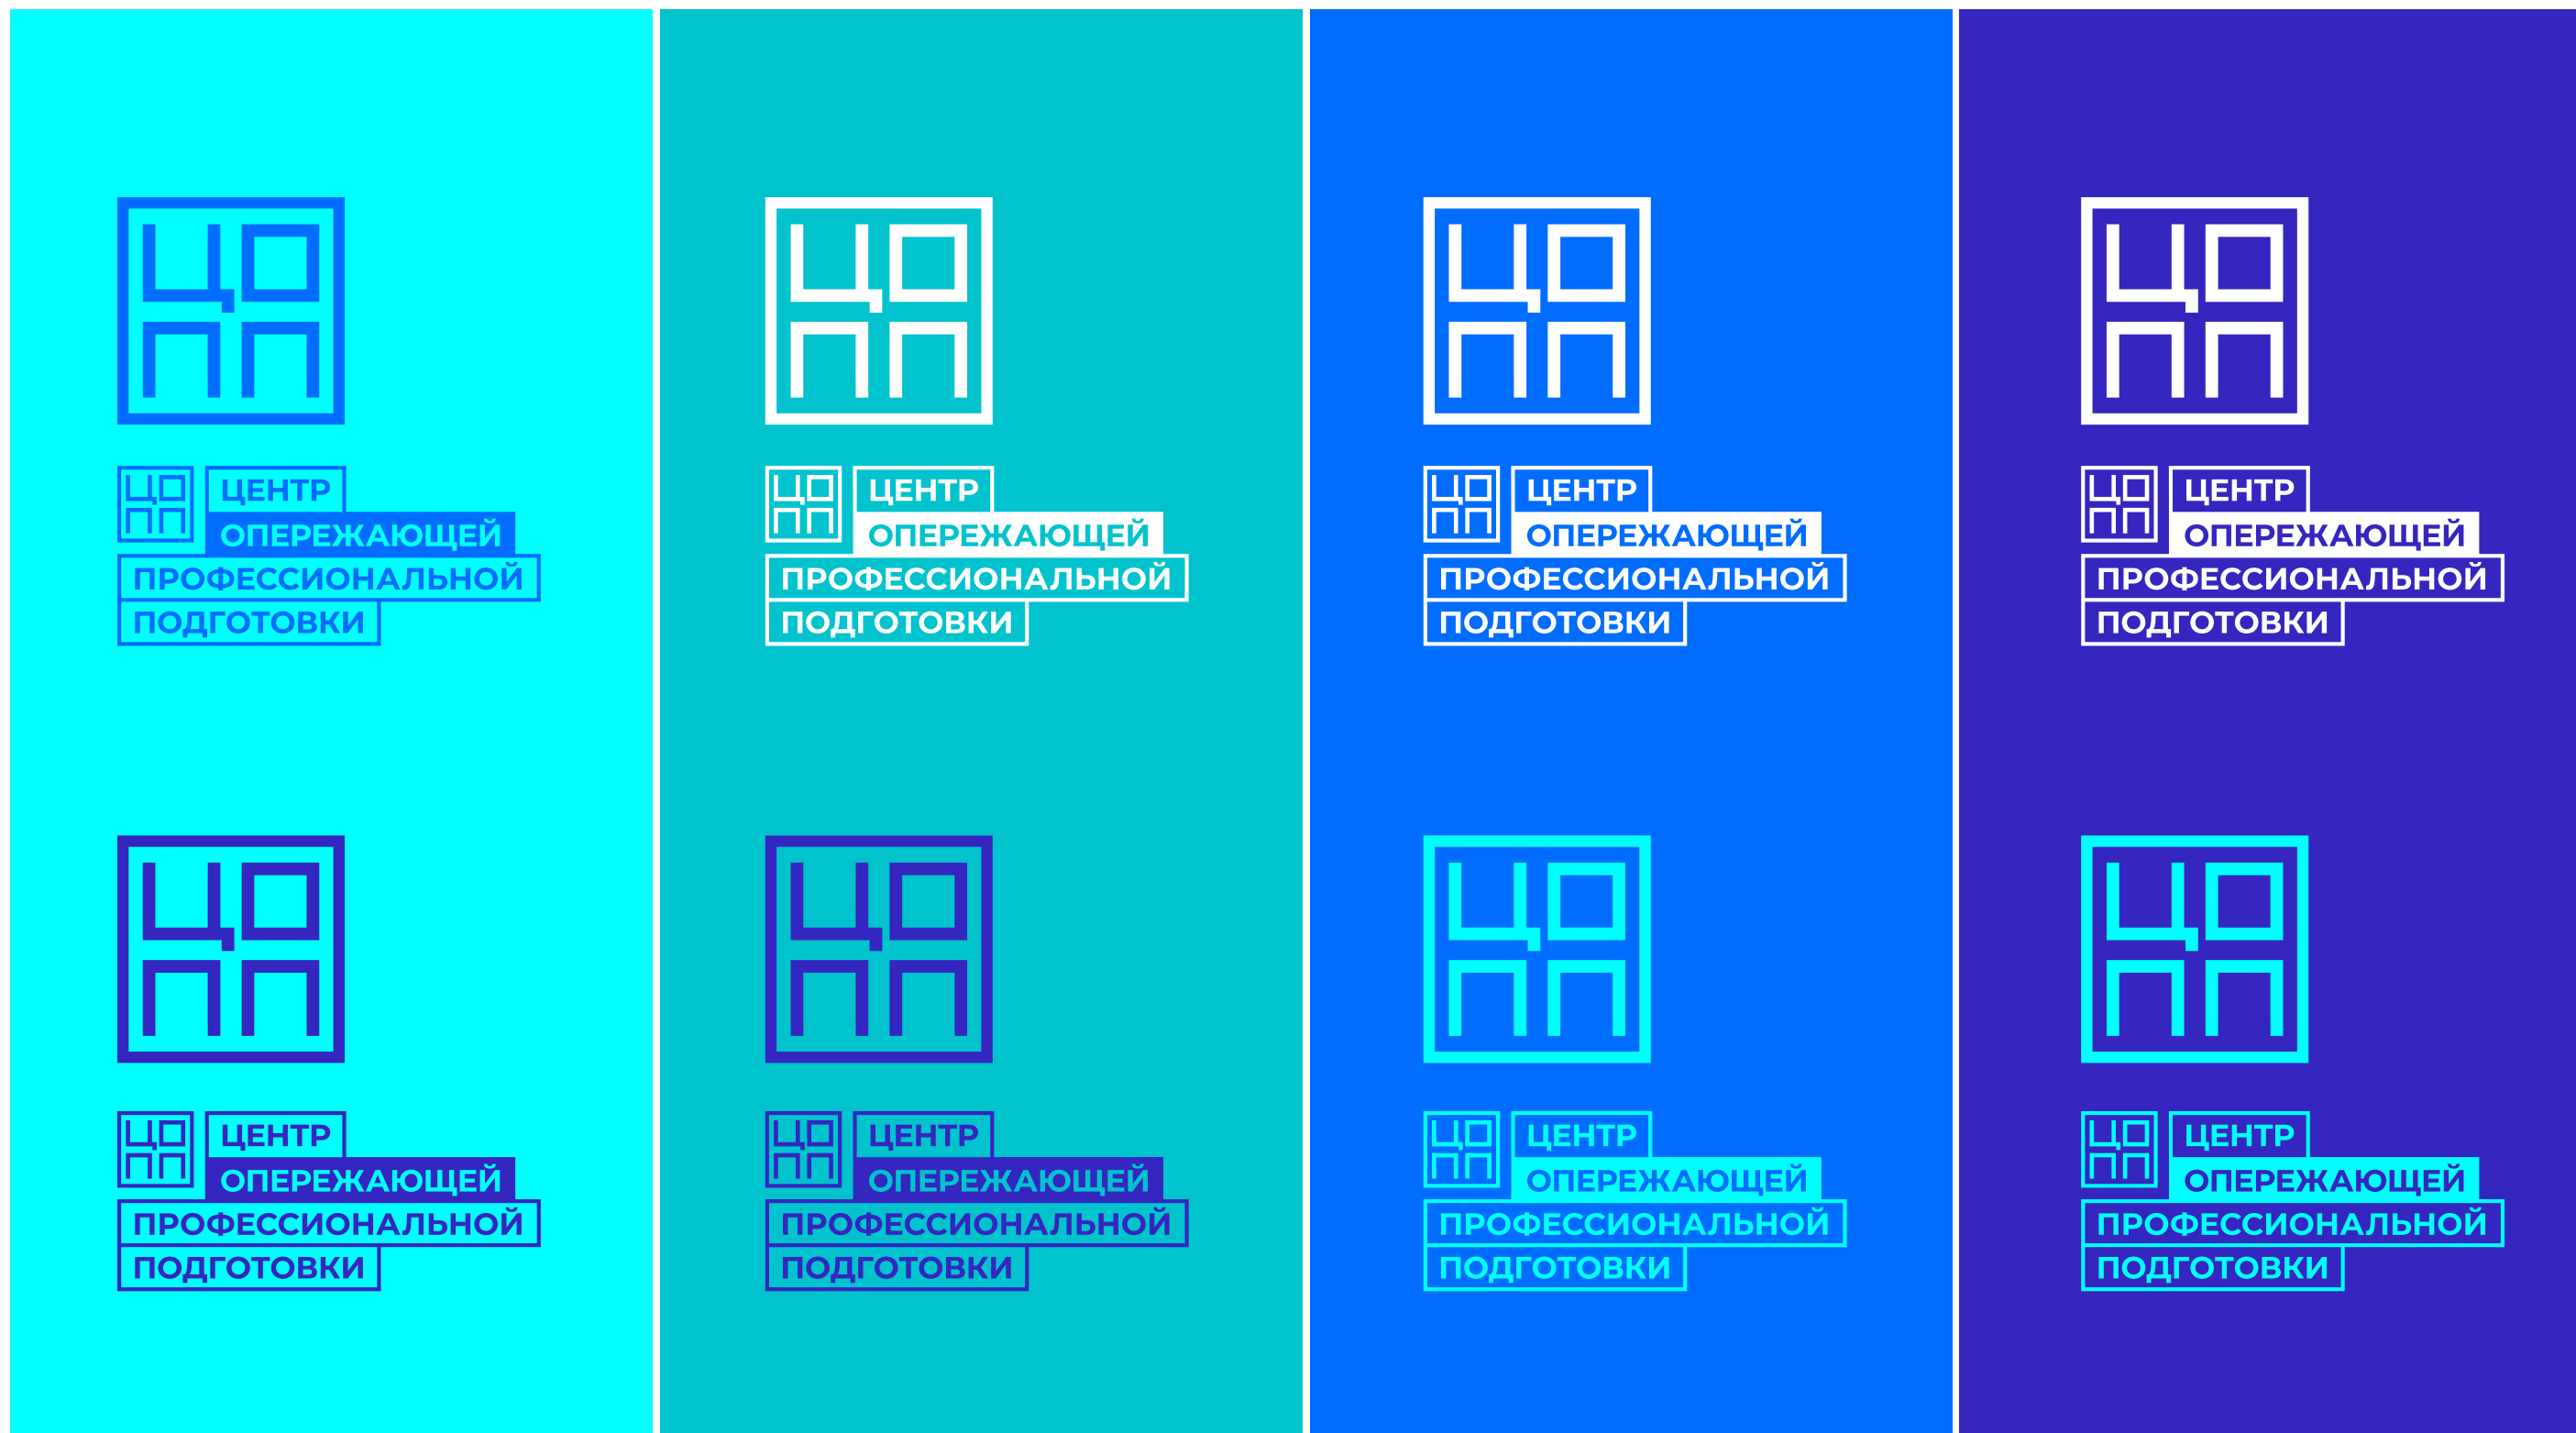 ЦО
ПП
ЦО
ПП
ЦЕНТР
ОПЕРЕЖАЮЩЕЙ
ПРОФЕССИОНАЛЬНОЙ
ПОДГОТОВКИ
ЦО
ПП
ЦО
ПП
ЦЕНТР
ОПЕРЕЖАЮЩЕЙ
ПРОФЕССИОНАЛЬНОЙ
ПОДГОТОВКИ
ЦО
ПП
ЦО
ПП
ЦЕНТР
ОПЕРЕЖАЮЩЕЙ
ПРОФЕССИОНАЛЬНОЙ
ПОДГОТОВКИ
ЦО
ПП
ЦО
ПП
ЦЕНТР
ОПЕРЕЖАЮЩЕЙ
ПРОФЕССИОНАЛЬНОЙ
ПОДГОТОВКИ
ЦО
ПП
ЦО
ПП
ЦЕНТР
ОПЕРЕЖАЮЩЕЙ
ПРОФЕССИОНАЛЬНОЙ
ПОДГОТОВКИ
ЦО
ПП
ЦО
ПП
ЦЕНТР
ОПЕРЕЖАЮЩЕЙ
ПРОФЕССИОНАЛЬНОЙ
ПОДГОТОВКИ
ЦО
ПП
ЦО
ПП
ЦЕНТР
ОПЕРЕЖАЮЩЕЙ
ПРОФЕССИОНАЛЬНОЙ
ПОДГОТОВКИ
ЦО
ПП
ЦО
ПП
ЦЕНТР
ОПЕРЕЖАЮЩЕЙ
ПРОФЕССИОНАЛЬНОЙ
ПОДГОТОВКИ